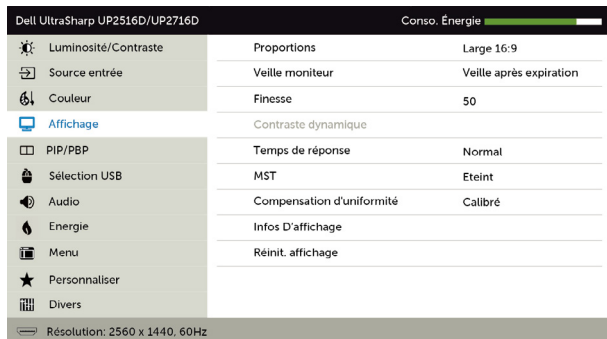 Dell UltraSharp UP2516D/UP2716D Conso. Énergie
Luminosité/Contraste Proportions Large 16:9
Source entrée Veille moniteur Veille après expiration
Couleur Finesse 50
Affichage Contraste dynamique
PIP/PBP Temps de réponse Normal
Sélection USB MST Eteint
Audio Compensation d'uniformité Calibré
Energie Infos D'affichage
Menu Réinit. affichage
Personnaliser
Divers
Résolution: 2560 x 1440, 60Hz